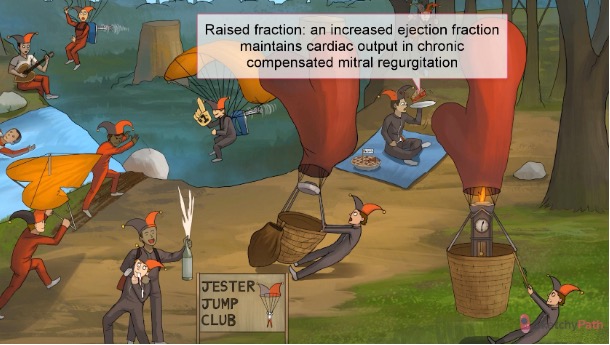 Raised fraction: an increased ejection fraction
maintains cardiac output in chronic
compensated mitral regurgitation
JESTER
JUMP
CLUB
SketchyPath